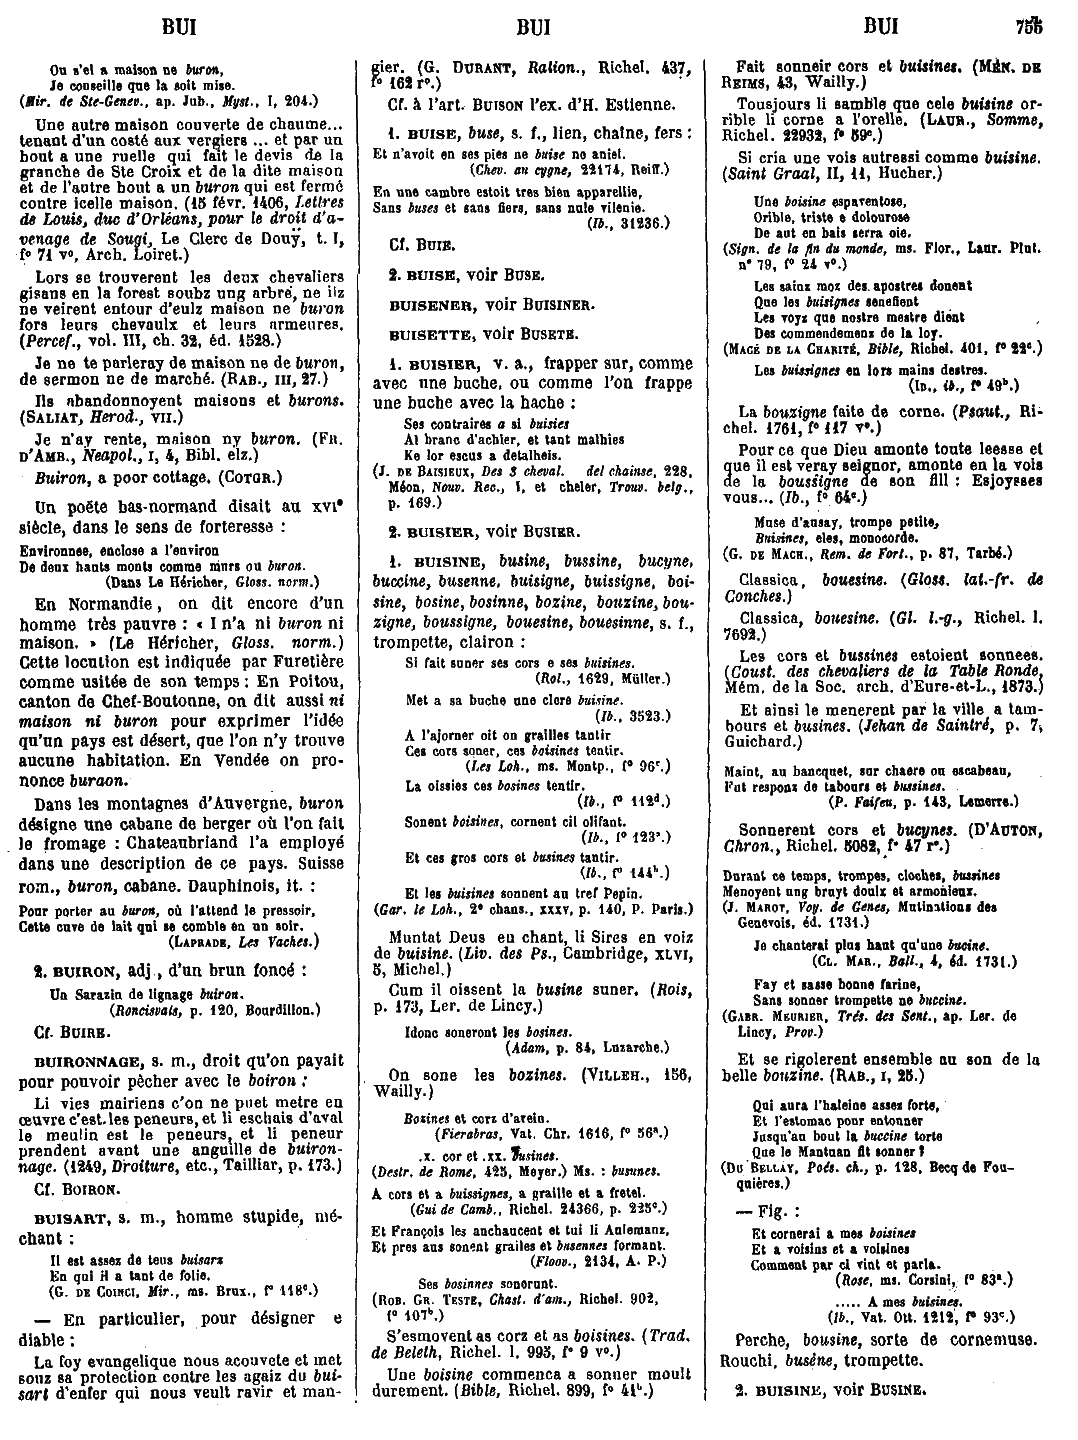 BUI
BUI
BUI
Ou s'el a maison ne buron,
Je conseille que la soit mise.
(Mir. de Ste-Genev., ap. Jub., Myst., I, 204.)
Une autre maison couverte de chaume...
tenant d'un costé aux vergiers ... et par un
bout a une ruelle qui fait le devis de la
granche de Ste Croix et de la dite maison
et de l'autre bout a un buron qui est fermé
contre icelle maison. (15 févr. 1406, Lettres
de Louis, duc d'Orléans, pour le droit d'a-
venage de Sougi, Le Clerc de Douÿ, t. I,
f° 71 v°, Arch. Loiret.)
Lors se trouverent les deux chevaliers
gisans en la forest soubz ung arbre, ne ilz
ne veirent entour d'eulz maison ne buron
fors leurs chevaulx et leurs armeures.
(Percef., vol. III, ch. 32, éd. 1528.)
Je ne te parleray de maison ne de buron,
de sermon ne de marché. (RAB., III, 27.)
Ilz abandonnoyent maisons et burons.
(SALIAT, Herod., VII.)
Je n'ay rente, maison ny buron. (FR.
D'AMB., Neapol., I, 4, Bibl. elz.)
Buiron, a poor cottage. (COTGR.)
Un poëte bas-normand disait au XVIe
siècle, dans le sens de forteresse :
Environnee, enclose a l'environ
De deux hants monts comme murs ou buron.
(Dans Le Héricher, Gloss. norm.)
En Normandie, on dit encore d'un
homme très pauvre : « I n'a ni buron ni
maison. » (Le Héricher, Gloss. norm.)
Cette locution est indiquée par Furetière
comme usitée de son temps : En Poitou,
canton de Chef-Boutonne, on dit aussi ni
maison ni buron pour exprimer l'idée
qu'un pays est désert, que l'on n'y trouve
aucune habitation. En Vendée on pro-
nonce buraon.
Dans les montagnes d'Auvergne, buron
désigne une cabane de berger où l'on fait
le fromage : Chateaubriand l'a employé
dans une description de ce pays. Suisse
rom., buron, cabane. Dauphinois, it. :
Pour porter au buron, où l'attend le pressoir,
Cette cuve de lait qui se comble en un soir.
(LAPRADE, Les Vaches.)
2. BUIRON, adj., d'un brun foncé :
Un Sarazin de lignage buiron.
(Roncisvals, p. 120, Bourdillon.)
Cf. BUIRE.
BUIRONNAGE, s. m., droit qu'on payait
pour pouvoir pêcher avec le boiron :
Li vies mairiens c'on ne puet metre en
œuvre c'est les peneurs, et li eschais d'aval
le meulin est le peneurs, et li peneur
prendent avant une anguille de buiron-
nage. (1249, Droiture, etc., Tailliar, p. 173.)
Cf. BOIRON.
BUISART, s. m., homme stupide, mé-
chant :
Il est assez de teus buisarz
En qui il a tant de folie.
(G. DE COINCI, Mir., ms. Brux., f° 118c.)
— En particulier, pour désigner e
diable :
La foy evangelique nous acouvete et met
souz sa protection contre les agaiz du bui-
sart d'enfer qui nous veult ravir et man-
gier. (G. DURANT, Ration., Richel. 437,
f° 162 r°.)
Cf. à l'art. BUISON l'ex. d'H. Estienne.
1. BUISE, buse, s. f., lien, chaîne, fers :
Et n'avoit en ses pies ne buise ne aniel.
(Chev. au cygne, 22174, Reiff.)
En une cambre estoit tres bien appareilie,
Sans buses et sans fiers, sans nule vilenie.
(Ib., 31236.)
Cf. BUIE.
2. BUISE, voir BUSE.
BUISENER, voir BUISINER.
BUISETTE, voir BUSETE.
1. BUISIER, v. a., frapper sur, comme
avec une buche, ou comme l'on frappe
une buche avec la hache :
Ses contraires a si buisies
Al branc d'achier, et tant malhies
Ke lor escus a detalheis.
(J. DE BAISIEUX, Des 3 cheval. del chainse, 228,
Méon, Nouv. Rec., I, et cheler, Trouv. belg.,
p. 169.)
2. BUISIER, voir BUSIER.
1. BUISINE, busine, bussine, bucyne,
buccine, busenne, buisigne, buissigne, boi-
sine, bosine, bosinne, bozine, bouzine, bou-
zigne, boussigne, bouesine, bouesinne, s. f.,
trompette, clairon :
Si fait suner ses cors e ses buisines.
(Rol., 1629, Müller.)
Met a sa buche une clere buisine.
(Ib., 3523.)
A l'ajorner oit on grailles tantir
Ces cors soner, ces boisines tentir.
(Les Loh., ms. Montp., f° 96c.)
La oissies ces bosines tentir.
(Ib., f° 112d.)
Sonent boisines, cornent cil olifant.
(Ib., f° 123a.)
Et ces gros cors et busines tantir.
(Ib., f° 144b.)
Et les buisines sonnent au tref Pepin.
(Gar. le Loh., 2e chans., XXXV, p. 140, P. Paris.)
Muntat Deus eu chant, li Sires en voiz
de buisine. (Liv. des Ps., Cambridge, XLVI,
5, Michel.)
Cum il oissent la busine suner. (Rois,
p. 173, Ler. de Lincy.)
Idonc soneront les bosines.
(Adam, p. 84, Luzarche.)
On sone les bozines. (VILLEH., 156,
Wailly.)
Bozines et corz d'arein.
(Fierabras, Vat. Chr. 1616, f° 56a.)
.x. cor et .xx. busines.
(Destr. de Rome, 425, Meyer.) Ms. : busunes.
A cors et a buissignes, a graille et a fretel.
(Gui de Camb., Richel. 24366, p. 225c.)
Et François les anchaucent et tui li Aulemanz,
Et pres aus sonent grailes et busennes formant.
(Floov., 2134, A. P.)
Ses bosinnes sonorunt.
(ROB. GR. TESTE, Chast. d'am., Richel. 902,
f° 107b.)
S'esmovent as corz et as boisines. (Trad.
de Beleth, Richel. l. 995, f° 9 v°.)
Une boisine commenca a sonner moult
durement. (Bible, Richel. 899, f° 41b.)
Fait sonneir cors et buisines. (MÉN. DE
REIMS, 43, Wailly.)
Tousjours li samble que cele buisine or-
rible li corne a l'orelle. (LAUR., Somme,
Richel. 22932, f° 59c.)
Si cria une vois autressi comme buisine.
(Saint Graal, II, 11, Hucher.)
Une boisine esparentose,
Orible, triste e dolourose
De aut en bais serra oie.
(Sign. de la fin du monde, ms. Flor., Laur. Plut.
n° 79, f° 24 v°.)
Les sainz moz des apostres donent
Que les buisignes senefient
Les voyz que nostre mestre diént
Des commendemenz de la loy.
(MACÉ DE LA CHARITÉ, Bible, Richel. 401, f° 22c.)
Les buissignes en lors mains destres.
(ID., ib., f° 49b.)
La bouzigne faite de corne. (Psaut., Ri-
chel. 1761, f° 117 v°.)
Pour ce que Dieu amonte toute leesse et
que il est veray seignor, amonte en la vois
de la boussigne de son fill : Esjoyeses
vous... (Ib., f° 64c.)
Muse d'ausay, trompe petite,
Buisines, eles, monocorde.
(G. DE MACH., Rem. de Fort., p. 87, Tarbé.)
Classica, bouesine. (Gloss. lat.-fr. de
Conches.)
Classica, bouesine. (Gl. l.-g., Richel. l.
7692.)
Les cors et bussines estoient sonnees.
(Coust. des chevaliers de la Table Ronde,
Mém. de la Soc. arch. d'Eure-et-L., 1873.)
Et ainsi le menerent par la ville a tam-
bours et busines. (Jehan de Saintré, p. 7,
Guichard.)
Maint, au bancquet, sur chaere ou escabeau,
Fut responz de tabours et bussines.
(P. Faifeu, p. 143, Lemerre.)
Sonnerent cors et bucynes. (D'AUTON,
Chron., Richel. 5082, f° 47 r°.)
Durant ce temps, trompes, cloches, bussines
Menoyent ung bruyt doulx et armonieux.
(J. MAROT, Voy. de Genes, Mutinations des
Genevois, éd. 1731.)
Je chanterai plus haut qu'une bucine.
(CL. MAR., Ball., 4, éd. 1731.)
Fay et sasse bonne farine,
Sans sonner trompette ne buccine.
(GABR. MEURIER, Trés. des Sent., ap. Ler. de
Lincy, Prov.)
Et se rigolerent ensemble au son de la
belle bouzine. (RAB., I, 25.)
Qui aura l'haleine assez forte,
Et l'estomac pour entonner
Jusqu'au bout la buccine torte
Que le Mantuan fit sonner?
(DU BELLAY, Poés. ch., p. 128, Becq de Fou-
quières.)
— Fig. :
Et cornerai a mes boisines
Et a voisins et a voisines
Comment par ci vint et parla.
(Rose, ms. Corsini, f° 83a.)
..... A mes buisines.
(Ib., Vat. Ott. 1212, f° 93c.)
Perche, bousine, sorte de cornemuse.
Rouchi, buséne, trompette.
2. BUISINE, voir BUSINE.